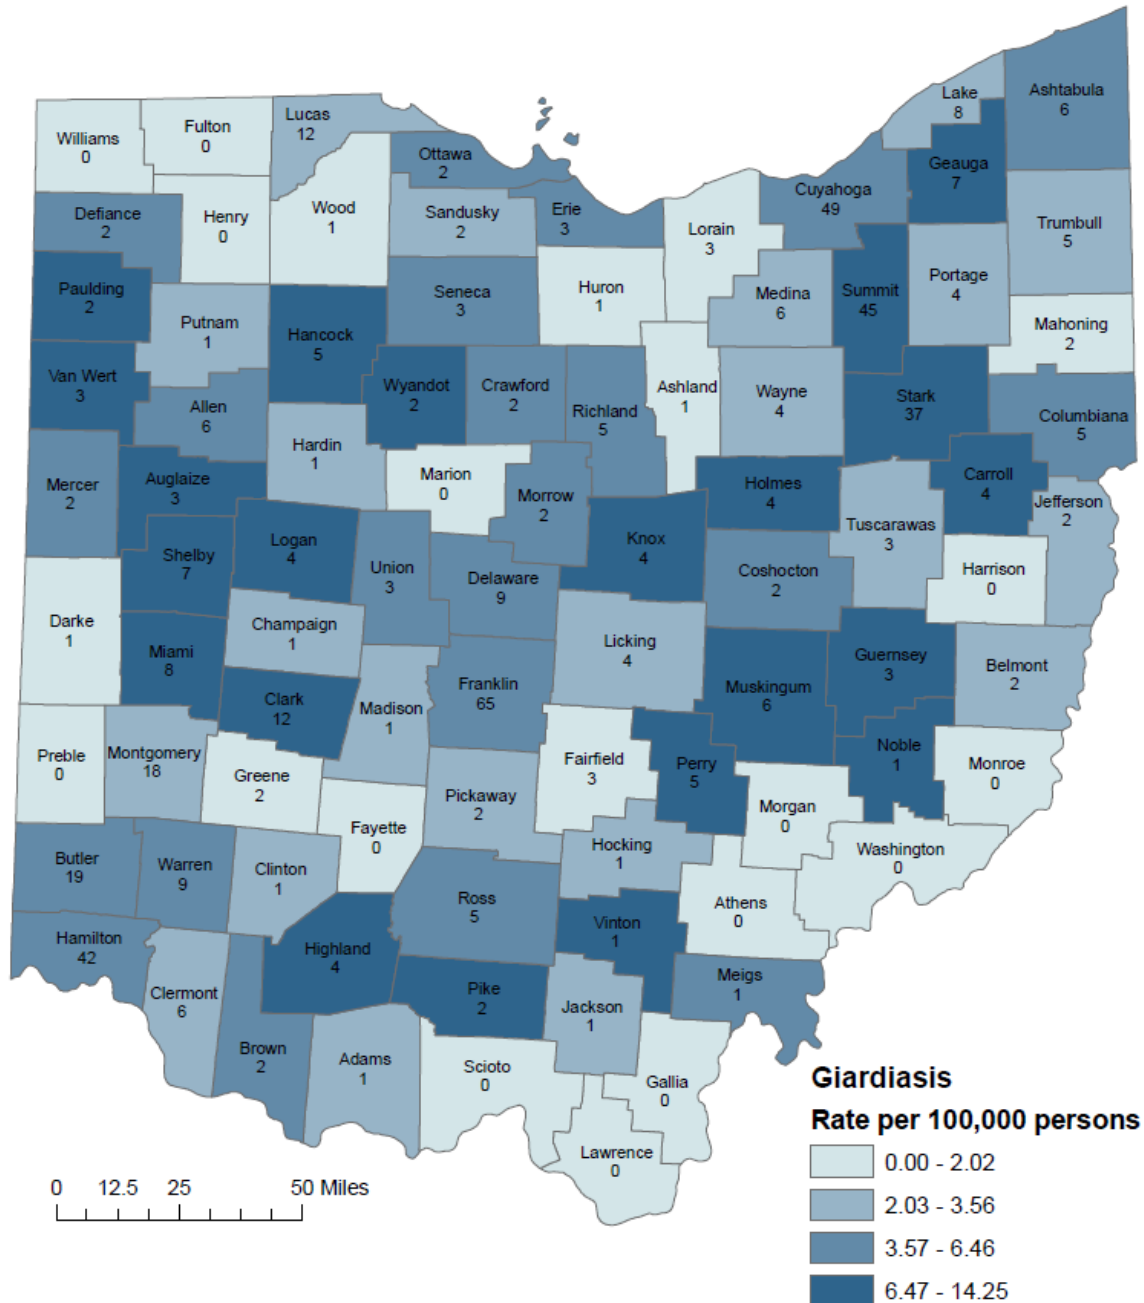 Lake
8
Ashtabula
6
Williams
0
Fulton
0
Lucas
12
Ottawa
2
Geauga
7
Defiance
2
Henry
0
Wood
1
Sandusky
2
Erie
3
Lorain
3
Cuyahoga
49
Trumbull
5
Paulding
2
Putnam
1
Hancock
5
Seneca
3
Huron
1
Medina
6
Summit
45
Portage
4
Mahoning
2
Van Wert
3
Allen
6
Wyandot
2
Crawford
2
Richland
5
Ashland
1
Wayne
4
Stark
37
Columbiana
5
Mercer
2
Auglaize
3
Hardin
1
Marion
0
Morrow
2
Holmes
4
Tuscarawas
3
Carroll
4
Jefferson
2
Shelby
7
Logan
4
Union
3
Delaware
9
Knox
4
Coshocton
2
Harrison
0
Darke
1
Miami
8
Champaign
1
Clark
12
Madison
1
Franklin
65
Licking
4
Muskingum
6
Guernsey
3
Belmont
2
Preble
0
Montgomery
18
Greene
2
Fayette
0
Pickaway
2
Fairfield
3
Perry
5
Morgan
0
Noble
1
Monroe
0
Butler
19
Warren
9
Clinton
1
Ross
5
Hocking
1
Athens
0
Washington
0
Hamilton
42
Clermont
6
Highland
4
Pike
2
Vinton
1
Jackson
1
Meigs
1
Brown
2
Adams
1
Scioto
0
Gallia
0
Lawrence
0
0 12.5 25 50 Miles
Giardiasis
Rate per 100,000 persons
0.00 - 2.02
2.03 - 3.56
3.57 - 6.46
6.47 - 14.25